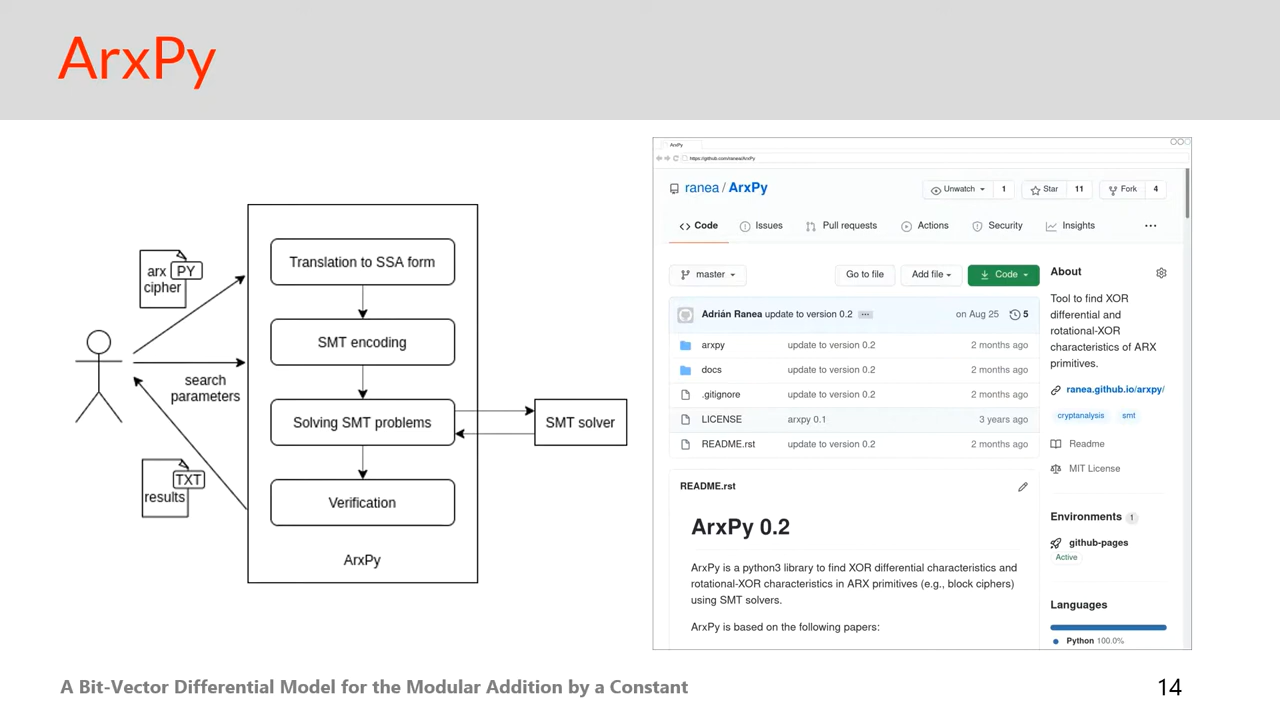 ArxPy
arx PY
cipher
search
parameters
TXT
results
Translation to SSA form
SMT encoding
Solving SMT problems
Verification
ArxPy
SMT solver
ArxPy
https://github.com/ranea/ArxPy
ranea / ArxPy
Unwatch 1
Star 11
Fork 4
Code
Issues
Pull requests
Actions
Security
Insights
master
Go to file
Add file
Code
Adrián Ranea update to version 0.2 on Aug 25 5
arxpy update to version 0.2 2 months ago
docs update to version 0.2 2 months ago
.gitignore update to version 0.2 2 months ago
LICENSE arxpy 0.1 3 years ago
README.rst update to version 0.2 2 months ago
README.rst
ArxPy 0.2
ArxPy is a python3 library to find XOR differential characteristics and
rotational-XOR characteristics in ARX primitives (e.g., block ciphers)
using SMT solvers.
ArxPy is based on the following papers:
About
Tool to find XOR
differential and
rotational-XOR
characteristics of ARX
primitives.
ranea.github.io/arxpy/
cryptanalysis smt
Readme
MIT License
Environments 1
github-pages
Active
Languages
Python 100.0%
A Bit-Vector Differential Model for the Modular Addition by a Constant
14